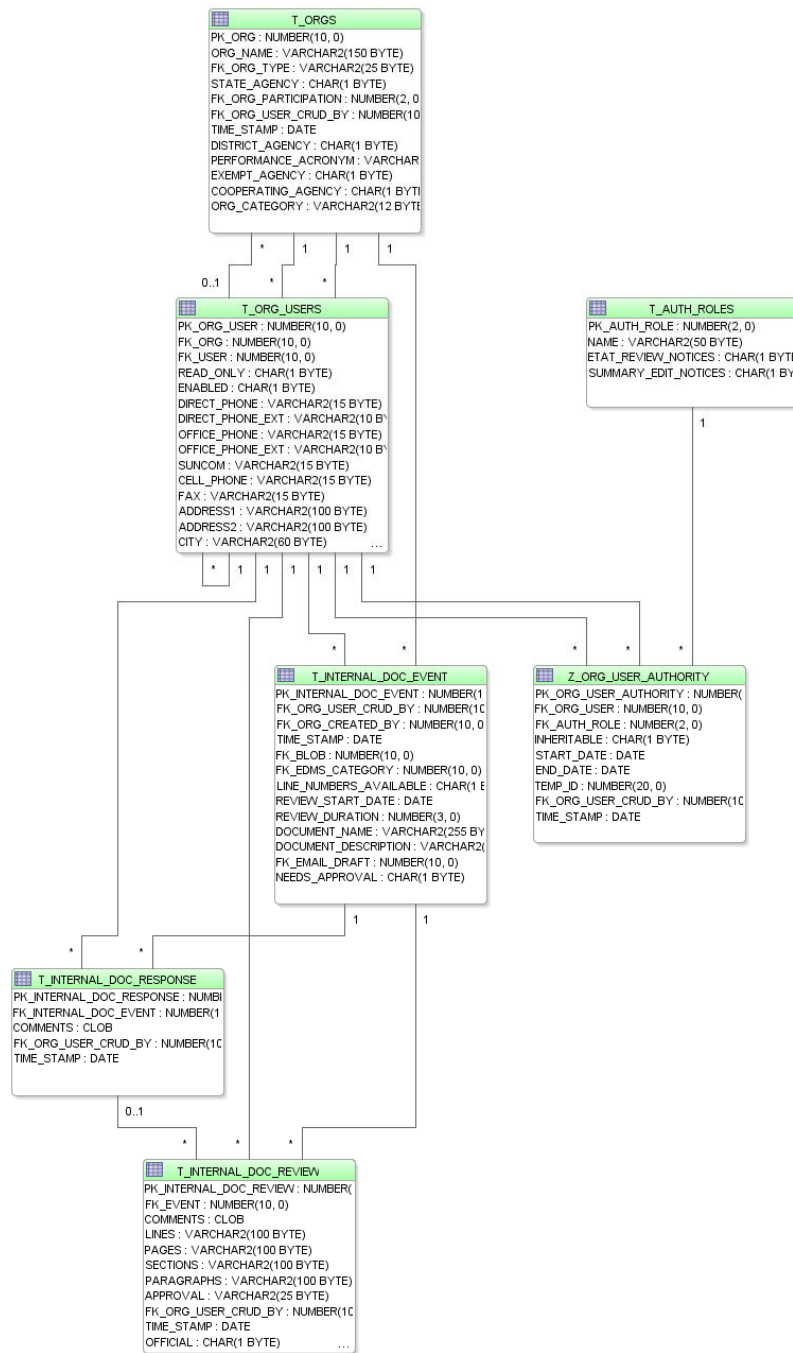 T_ORGS
PK_ORG : NUMBER(10, 0)
ORG_NAME : VARCHAR2(150 BYTE)
FK_ORG_TYPE : VARCHAR2(25 BYTE)
STATE_AGENCY : CHAR(1 BYTE)
FK_ORG_PARTICIPATION : NUMBER(2, 0
FK_ORG_USER_CRUD_BY : NUMBER(10
TIME_STAMP : DATE
DISTRICT_AGENCY : CHAR(1 BYTE)
PERFORMANCE_ACRONYM : VARCHAR
EXEMPT_AGENCY : CHAR(1 BYTE)
COOPERATING_AGENCY : CHAR(1 BYTE
ORG_CATEGORY : VARCHAR2(12 BYTE
* 1 1 1
0..1 * *
T_ORG_USERS
PK_ORG_USER : NUMBER(10, 0)
FK_ORG : NUMBER(10, 0)
FK_USER : NUMBER(10, 0)
READ_ONLY : CHAR(1 BYTE)
ENABLED : CHAR(1 BYTE)
DIRECT_PHONE : VARCHAR2(15 BYTE)
DIRECT_PHONE_EXT : VARCHAR2(10 BY
OFFICE_PHONE : VARCHAR2(15 BYTE)
OFFICE_PHONE_EXT : VARCHAR2(10 BY
SUNCOM : VARCHAR2(15 BYTE)
CELL_PHONE : VARCHAR2(15 BYTE)
FAX : VARCHAR2(15 BYTE)
ADDRESS1 : VARCHAR2(100 BYTE)
ADDRESS2 : VARCHAR2(100 BYTE)
CITY : VARCHAR2(60 BYTE) ...
T_AUTH_ROLES
PK_AUTH_ROLE : NUMBER(2, 0)
NAME : VARCHAR2(50 BYTE)
ETAT_REVIEW_NOTICES : CHAR(1 BYTE
SUMMARY_EDIT_NOTICES : CHAR(1 BY
1
* 1 1 1 1 1 1
* * * * *
T_INTERNAL_DOC_EVENT
PK_INTERNAL_DOC_EVENT : NUMBER(1
FK_ORG_USER_CRUD_BY : NUMBER(10
FK_ORG_CREATED_BY : NUMBER(10, 0
TIME_STAMP : DATE
FK_BLOB : NUMBER(10, 0)
FK_EDMS_CATEGORY : NUMBER(10, 0)
LINE_NUMBERS_AVAILABLE : CHAR(1 B
REVIEW_START_DATE : DATE
REVIEW_DURATION : NUMBER(3, 0)
DOCUMENT_NAME : VARCHAR2(255 BY
DOCUMENT_DESCRIPTION : VARCHAR2(
FK_EMAIL_DRAFT : NUMBER(10, 0)
NEEDS_APPROVAL : CHAR(1 BYTE)
Z_ORG_USER_AUTHORITY
PK_ORG_USER_AUTHORITY : NUMBER(
FK_ORG_USER : NUMBER(10, 0)
FK_AUTH_ROLE : NUMBER(2, 0)
INHERITABLE : CHAR(1 BYTE)
START_DATE : DATE
END_DATE : DATE
TEMP_ID : NUMBER(20, 0)
FK_ORG_USER_CRUD_BY : NUMBER(10
TIME_STAMP : DATE
1 1
* *
T_INTERNAL_DOC_RESPONSE
PK_INTERNAL_DOC_RESPONSE : NUMBE
FK_INTERNAL_DOC_EVENT : NUMBER(1
COMMENTS : CLOB
FK_ORG_USER_CRUD_BY : NUMBER(10
TIME_STAMP : DATE
0..1
* * *
T_INTERNAL_DOC_REVIEW
PK_INTERNAL_DOC_REVIEW : NUMBER(
FK_EVENT : NUMBER(10, 0)
COMMENTS : CLOB
LINES : VARCHAR2(100 BYTE)
PAGES : VARCHAR2(100 BYTE)
SECTIONS : VARCHAR2(100 BYTE)
PARAGRAPHS : VARCHAR2(100 BYTE)
APPROVAL : VARCHAR2(25 BYTE)
FK_ORG_USER_CRUD_BY : NUMBER(10
TIME_STAMP : DATE
OFFICIAL : CHAR(1 BYTE) ...